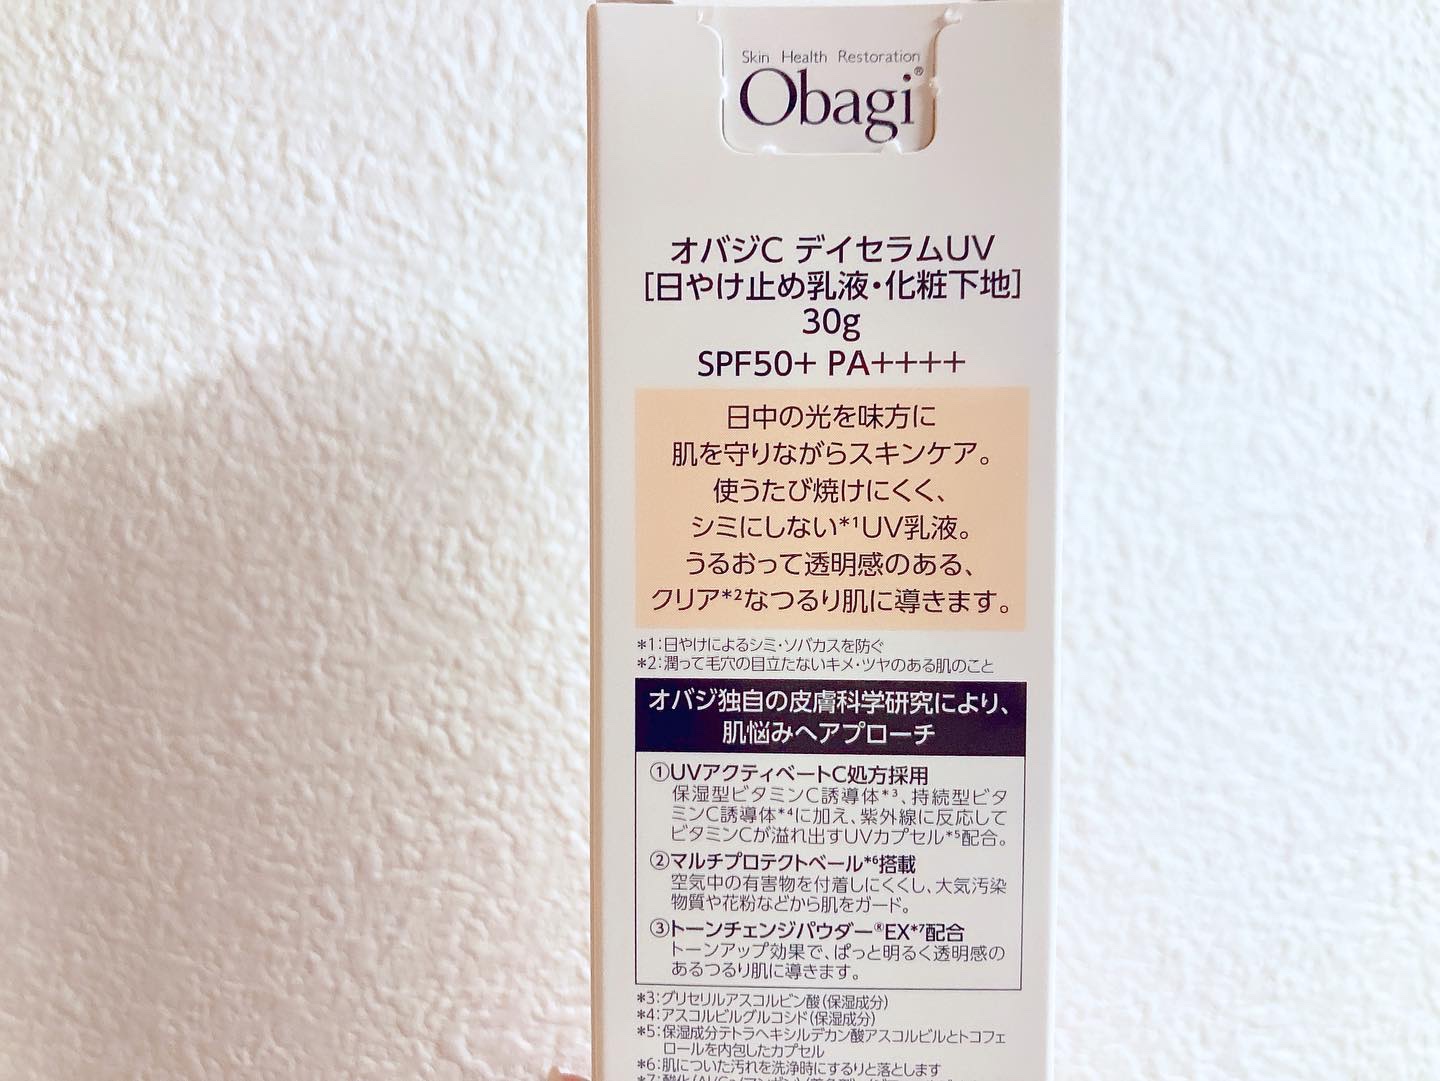 Skin Health Restoration
Obagi®
オバジC デイセラムUV
[日やけ止め乳液・化粧下地]
30g
SPF50+ PA++++
日中の光を味方に
肌を守りながらスキンケア。
使うたび焼けにくく、
シミにしない*1UV乳液。
うるおって透明感のある、
クリア*2なつるり肌に導きます。
*1:日やけによるシミ・ソバカスを防ぐ
*2:潤って毛穴の目立たないキメ・ツヤのある肌のこと
オバジ独自の皮膚科学研究により、
肌悩みへアプローチ
①UVアクティベートC処方採用
保湿型ビタミンC誘導体*3、持続型ビタ
ミンC誘導体*4に加え、紫外線に反応して
ビタミンCが溢れ出すUVカプセル*5配合。
②マルチプロテクトベール*6搭載
空気中の有害物を付着しにくくし、大気汚染
物質や花粉などから肌をガード。
③トーンチェンジパウダー®EX*7配合
トーンアップ効果で、ぱっと明るく透明感の
あるつるり肌に導きます。
*3:グリセリルアスコルビン酸(保湿成分)
*4:アスコルビルグルコシド(保湿成分)
*5:保湿成分テトラヘキシルデカン酸アスコルビルとトコフェ
ロールを内包したカプセル
*6:肌についた汚れを洗浄時にするりと落とします